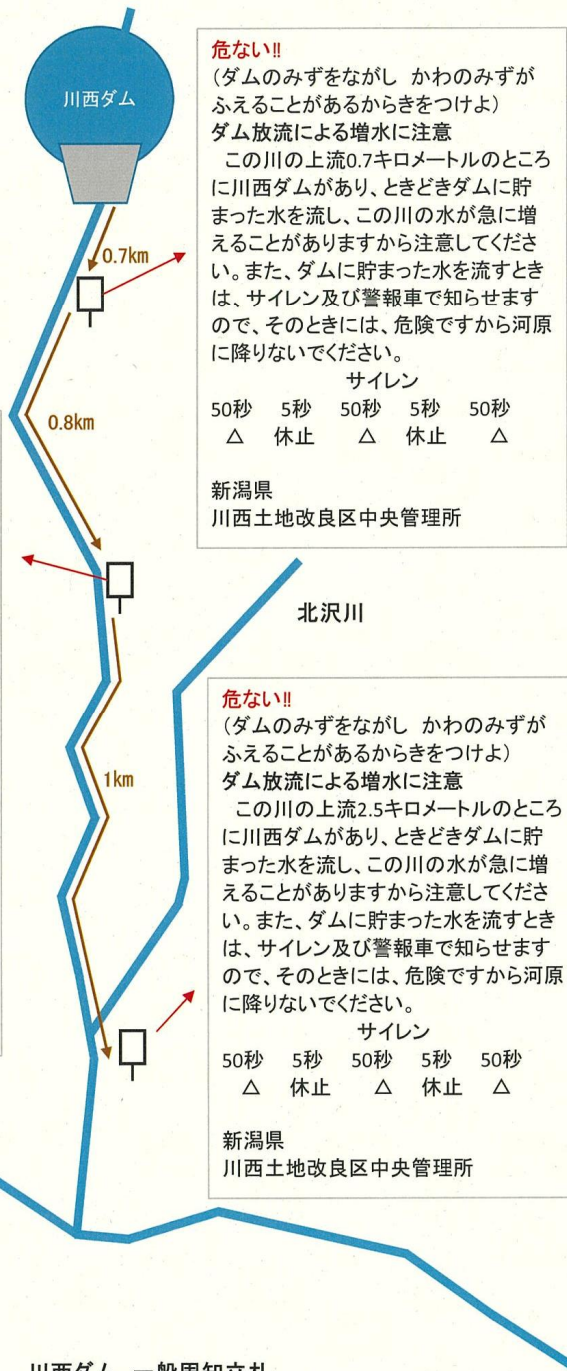 川西ダム
危ない!!
（ダムのみずをながし かわのみずが
ふえることがあるからきをつけよ）
ダム放流による増水に注意
この川の上流0.7キロメートルのところ
に川西ダムがあり、ときどきダムに貯
まった水を流し、この川の水が急に増
えることがありますから注意してくださ
い。また、ダムに貯まった水を流すとき
は、サイレン及び警報車で知らせます
ので、そのときには、危険ですから河原
に降りないでください。
サイレン
50秒 5秒 50秒 5秒 50秒
△ 休止 △ 休止 △
新潟県
川西土地改良区中央管理所
0.7km
0.8km
北沢川
1km
危ない!!
（ダムのみずをながし かわのみずが
ふえることがあるからきをつけよ）
ダム放流による増水に注意
この川の上流2.5キロメートルのところ
に川西ダムがあり、ときどきダムに貯
まった水を流し、この川の水が急に増
えることがありますから注意してくださ
い。また、ダムに貯まった水を流すとき
は、サイレン及び警報車で知らせます
ので、そのときには、危険ですから河原
に降りないでください。
サイレン
50秒 5秒 50秒 5秒 50秒
△ 休止 △ 休止 △
新潟県
川西土地改良区中央管理所
川西ダム 一般周知立札